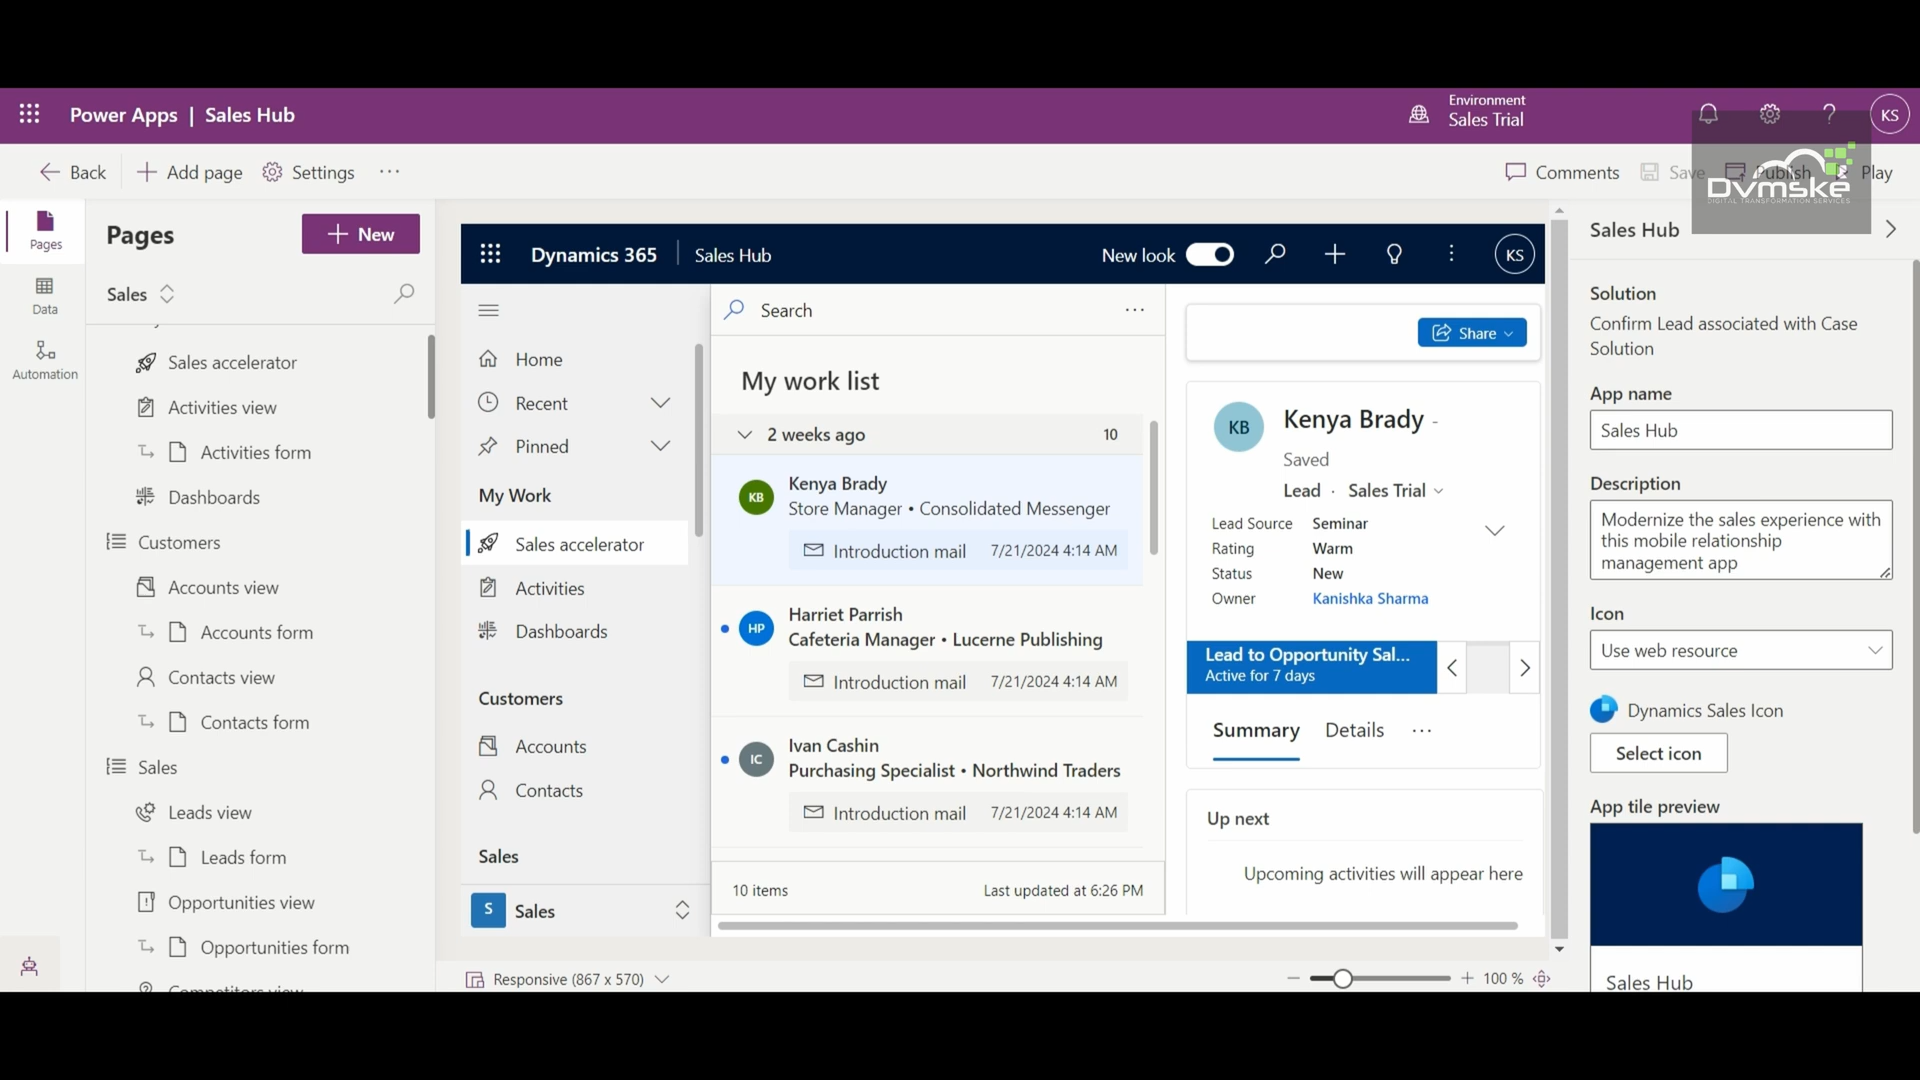 Power Apps | Sales Hub
Environment
Sales Trial
KS
Back
Add page
Settings
Comments
Save
Publish
Play
Dvmske
DIGITAL TRANSFORMATION SERVICES
Pages
Data
Automation
Pages
New
Sales
Sales accelerator
Activities view
Activities form
Dashboards
Customers
Accounts view
Accounts form
Contacts view
Contacts form
Sales
Leads view
Leads form
Opportunities view
Opportunities form
Competitors view
Dynamics 365
Sales Hub
New look
KS
Home
Recent
Pinned
My Work
Sales accelerator
Activities
Dashboards
Customers
Accounts
Contacts
Sales
S Sales
Search
My work list
2 weeks ago 10
KB
Kenya Brady
Store Manager • Consolidated Messenger
Introduction mail 7/21/2024 4:14 AM
HP
Harriet Parrish
Cafeteria Manager • Lucerne Publishing
Introduction mail 7/21/2024 4:14 AM
IC
Ivan Cashin
Purchasing Specialist • Northwind Traders
Introduction mail 7/21/2024 4:14 AM
10 items
Last updated at 6:26 PM
Share
KB
Kenya Brady -
Saved
Lead · Sales Trial
Lead Source Seminar
Rating Warm
Status New
Owner Kanishka Sharma
Lead to Opportunity Sal...
Active for 7 days
Summary
Details
Up next
Upcoming activities will appear here
Responsive (867 x 570)
100 %
Sales Hub
Solution
Confirm Lead associated with Case
Solution
App name
Sales Hub
Description
Modernize the sales experience with
this mobile relationship
management app
Icon
Use web resource
Dynamics Sales Icon
Select icon
App tile preview
Sales Hub